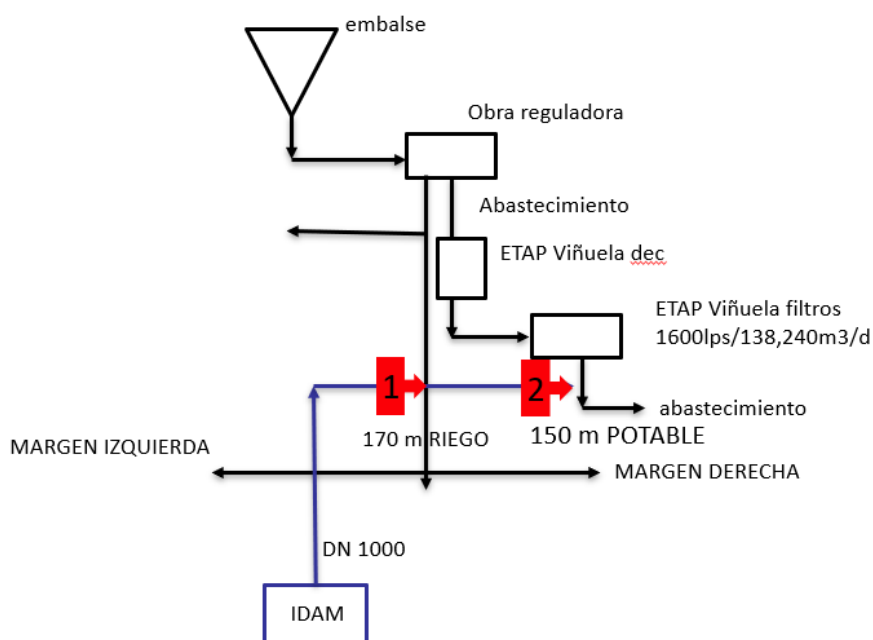 embalse
Obra reguladora
Abastecimiento
ETAP Viñuela dec
ETAP Viñuela filtros
1600lps/138,240m3/d
1
2
abastecimiento
170 m RIEGO
150 m POTABLE
MARGEN IZQUIERDA
MARGEN DERECHA
DN 1000
IDAM